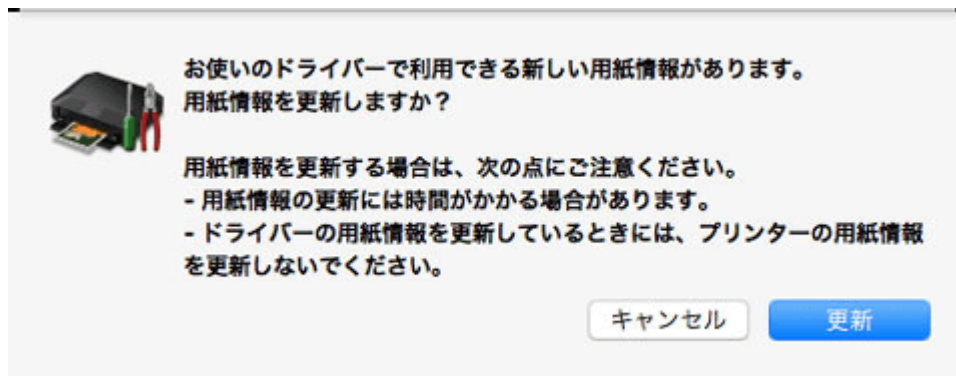 お使いのドライバーで利用できる新しい用紙情報があります。
用紙情報を更新しますか？
用紙情報を更新する場合は、次の点にご注意ください。
- 用紙情報の更新には時間がかかる場合があります。
- ドライバーの用紙情報を更新しているときには、プリンターの用紙情報
を更新しないでください。
キャンセル
更新